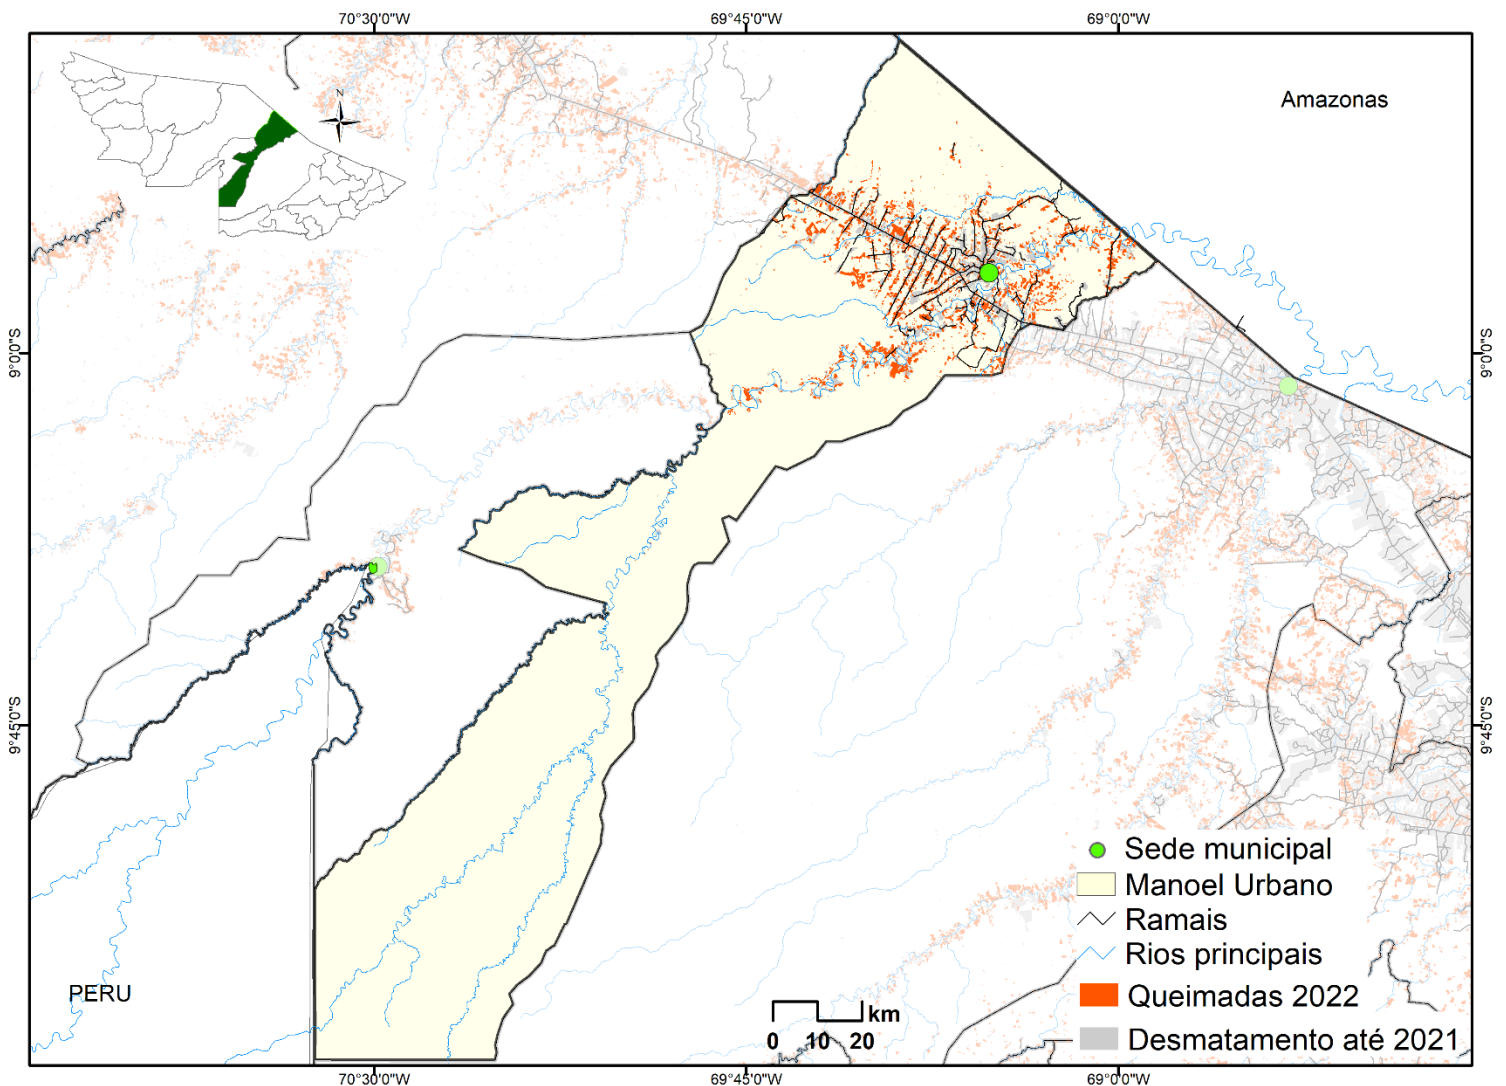 70°30'0"W 69°45'0"W 69°0'0"W
N
Amazonas
9°0'0"S 9°0'0"S
9°45'0"S 9°45'0"S
Sede municipal
Manoel Urbano
Ramais
Rios principais
Queimadas 2022
Desmatamento até 2021
PERU
km
0 10 20
70°30'0"W 69°45'0"W 69°0'0"W